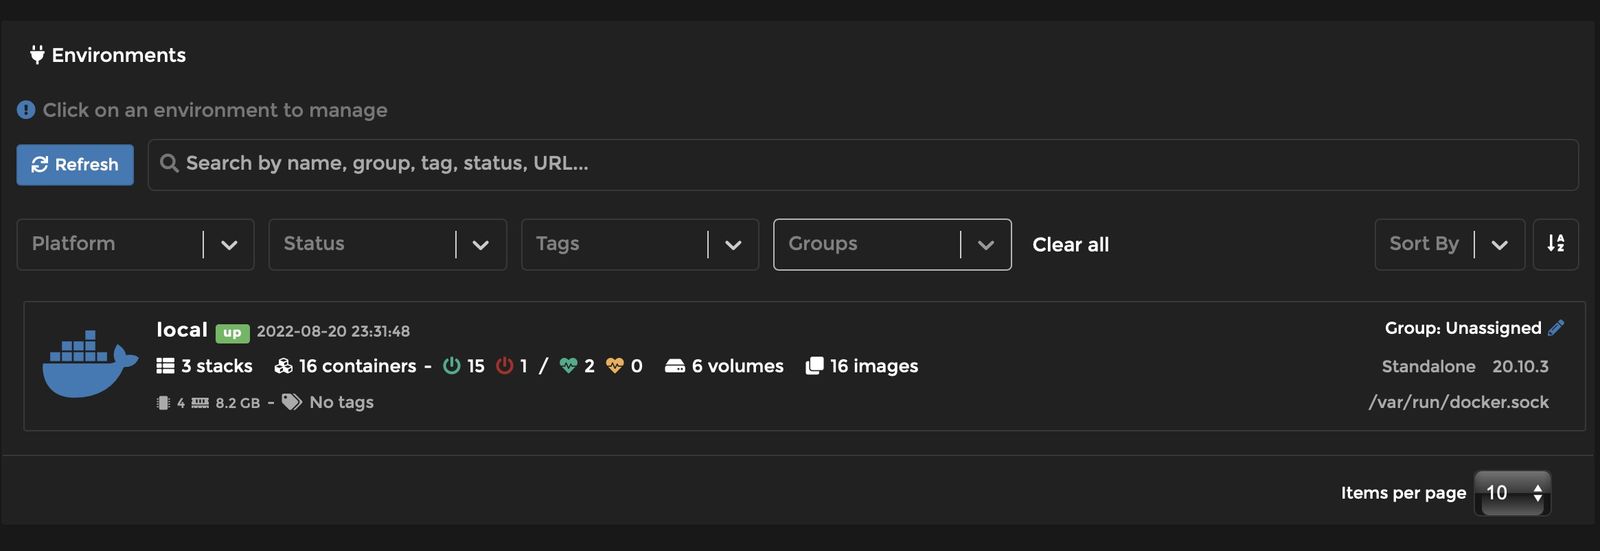 Environments
Click on an environment to manage
Refresh
Search by name, group, tag, status, URL...
Platform
Status
Tags
Groups
Clear all
Sort By
local up 2022-08-20 23:31:48
Group: Unassigned
3 stacks 16 containers - 15 1 / 2 0 6 volumes 16 images
Standalone 20.10.3
4 8.2 GB - No tags
/var/run/docker.sock
Items per page 10